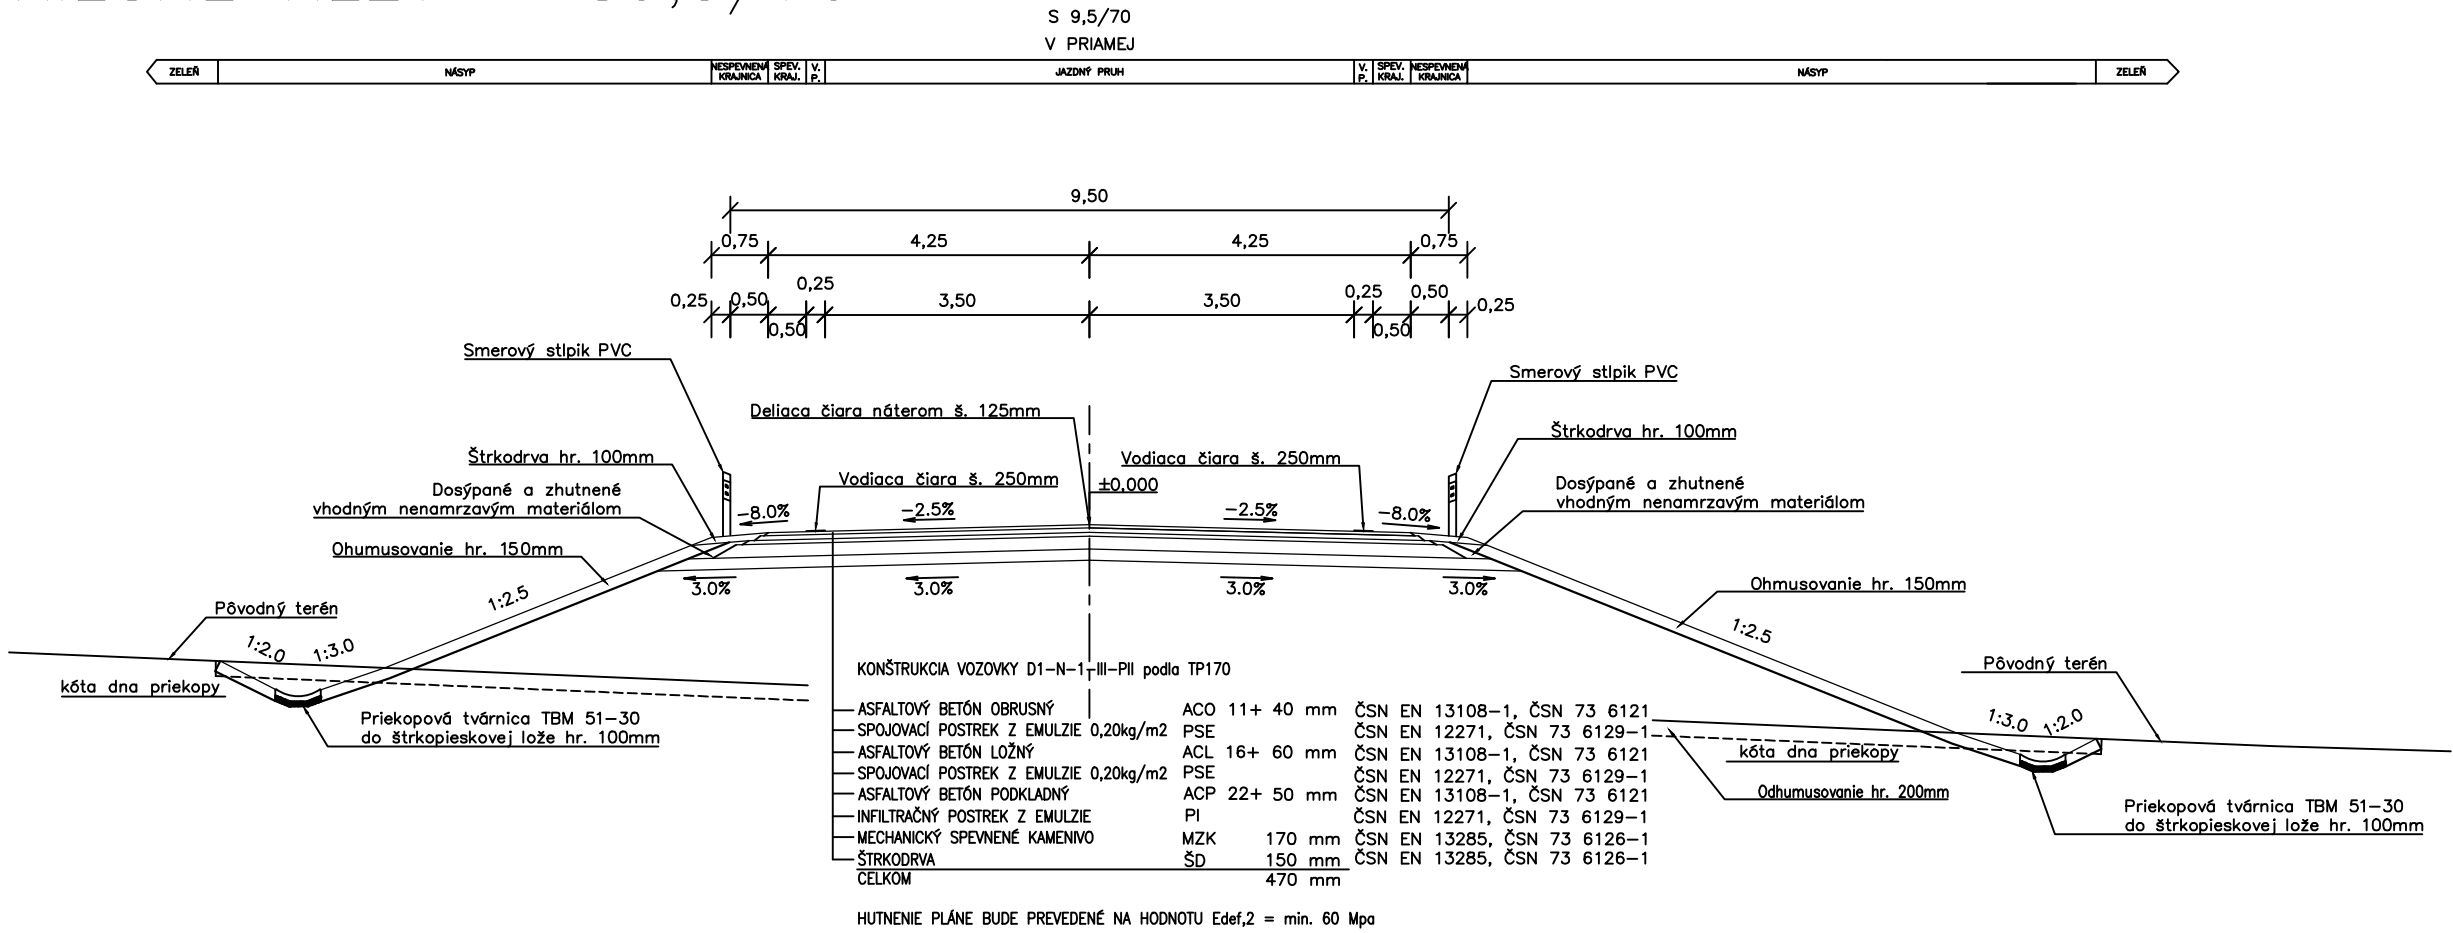 S 9,5/70
V PRIAMEJ
ZELEŇ NÁSYP NESPEVNENÁ KRAJNICA SPEV. KRAJ. V. P. JAZDNÝ PRUH V. P. SPEV. KRAJ. NESPEVNENÁ KRAJNICA NÁSYP ZELEŇ
9,50
0,75 4,25 4,25 0,75
0,25 0,50 0,50 0,25 3,50 3,50 0,25 0,50 0,50 0,25
Smerový stlpik PVC
Smerový stlpik PVC
Deliaca čiara náterom š. 125mm
Štrkodrva hr. 100mm
Štrkodrva hr. 100mm
Vodiaca čiara š. 250mm
Vodiaca čiara š. 250mm
±0,000
Dosýpané a zhutnené
vhodným nenamrzavým materiálom
Dosýpané a zhutnené
vhodným nenamrzavým materiálom
-8.0% -2.5% -2.5% -8.0%
Ohumusovanie hr. 150mm
3.0% 3.0% 3.0% 3.0%
Ohmusovanie hr. 150mm
1:2.5
1:2.5
Pôvodný terén
1:2.0 1:3.0
kóta dna priekopy
Priekopová tvárnica TBM 51-30
do štrkopieskovej lože hr. 100mm
Pôvodný terén
1:3.0 1:2.0
kóta dna priekopy
Odhumusovanie hr. 200mm
Priekopová tvárnica TBM 51-30
do štrkopieskovej lože hr. 100mm
KONŠTRUKCIA VOZOVKY D1-N-1-III-PII podla TP170
ASFALTOVÝ BETÓN OBRUSNÝ ACO 11+ 40 mm ČSN EN 13108-1, ČSN 73 6121
SPOJOVACÍ POSTREK Z EMULZIE 0,20kg/m2 PSE ČSN EN 12271, ČSN 73 6129-1
ASFALTOVÝ BETÓN LOŽNÝ ACL 16+ 60 mm ČSN EN 13108-1, ČSN 73 6121
SPOJOVACÍ POSTREK Z EMULZIE 0,20kg/m2 PSE ČSN EN 12271, ČSN 73 6129-1
ASFALTOVÝ BETÓN PODKLADNÝ ACP 22+ 50 mm ČSN EN 13108-1, ČSN 73 6121
INFILTRAČNÝ POSTREK Z EMULZIE PI ČSN EN 12271, ČSN 73 6129-1
MECHANICKÝ SPEVNENÉ KAMENIVO MZK 170 mm ČSN EN 13285, ČSN 73 6126-1
ŠTRKODRVA ŠD 150 mm ČSN EN 13285, ČSN 73 6126-1
CELKOM 470 mm
HUTNENIE PLÁNE BUDE PREVEDENÉ NA HODNOTU Edef,2 = min. 60 Mpa